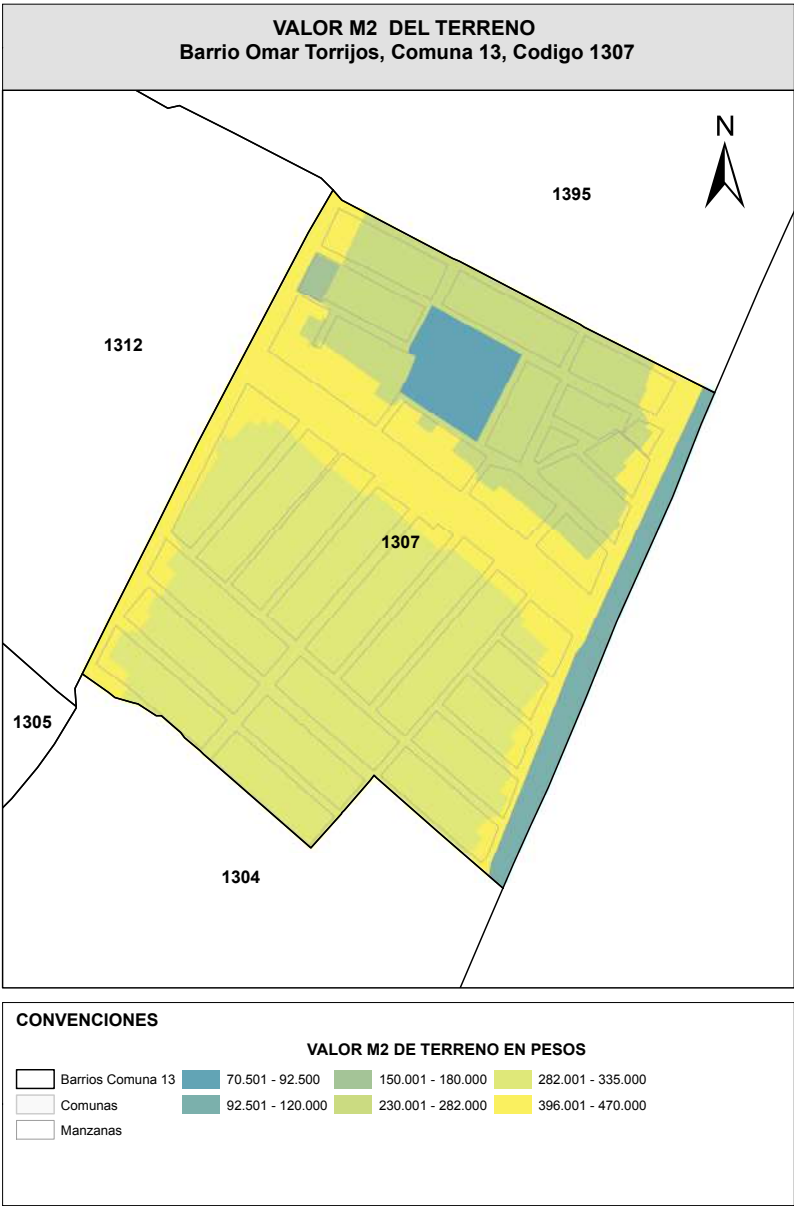 VALOR M2 DEL TERRENO
Barrio Omar Torrijos, Comuna 13, Codigo 1307
N
1395
1312
1307
1305
1304
CONVENCIONES
VALOR M2 DE TERRENO EN PESOS
Barrios Comuna 13 70.501 - 92.500 150.001 - 180.000 282.001 - 335.000
Comunas 92.501 - 120.000 230.001 - 282.000 396.001 - 470.000
Manzanas